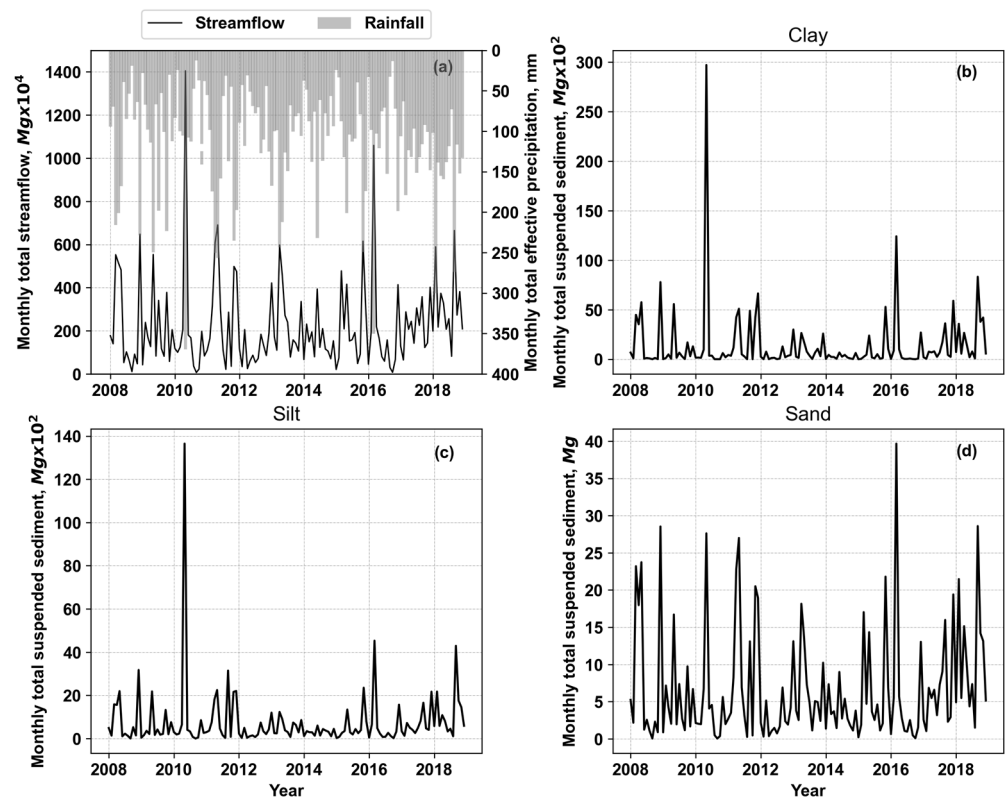 Streamflow Rainfall
Clay
Monthly total streamflow, Mgx10⁴
1400
1200
1000
800
600
400
200
0
(a)
0
50
100
150
200
250
300
350
400
Monthly total effective precipitation, mm
2008 2010 2012 2014 2016 2018
Monthly total suspended sediment, Mgx10²
300
250
200
150
100
50
0
(b)
2008 2010 2012 2014 2016 2018
Silt
Monthly total suspended sediment, Mgx10²
140
120
100
80
60
40
20
0
(c)
2008 2010 2012 2014 2016 2018
Year
Sand
Monthly total suspended sediment, Mg
40
35
30
25
20
15
10
5
0
(d)
2008 2010 2012 2014 2016 2018
Year